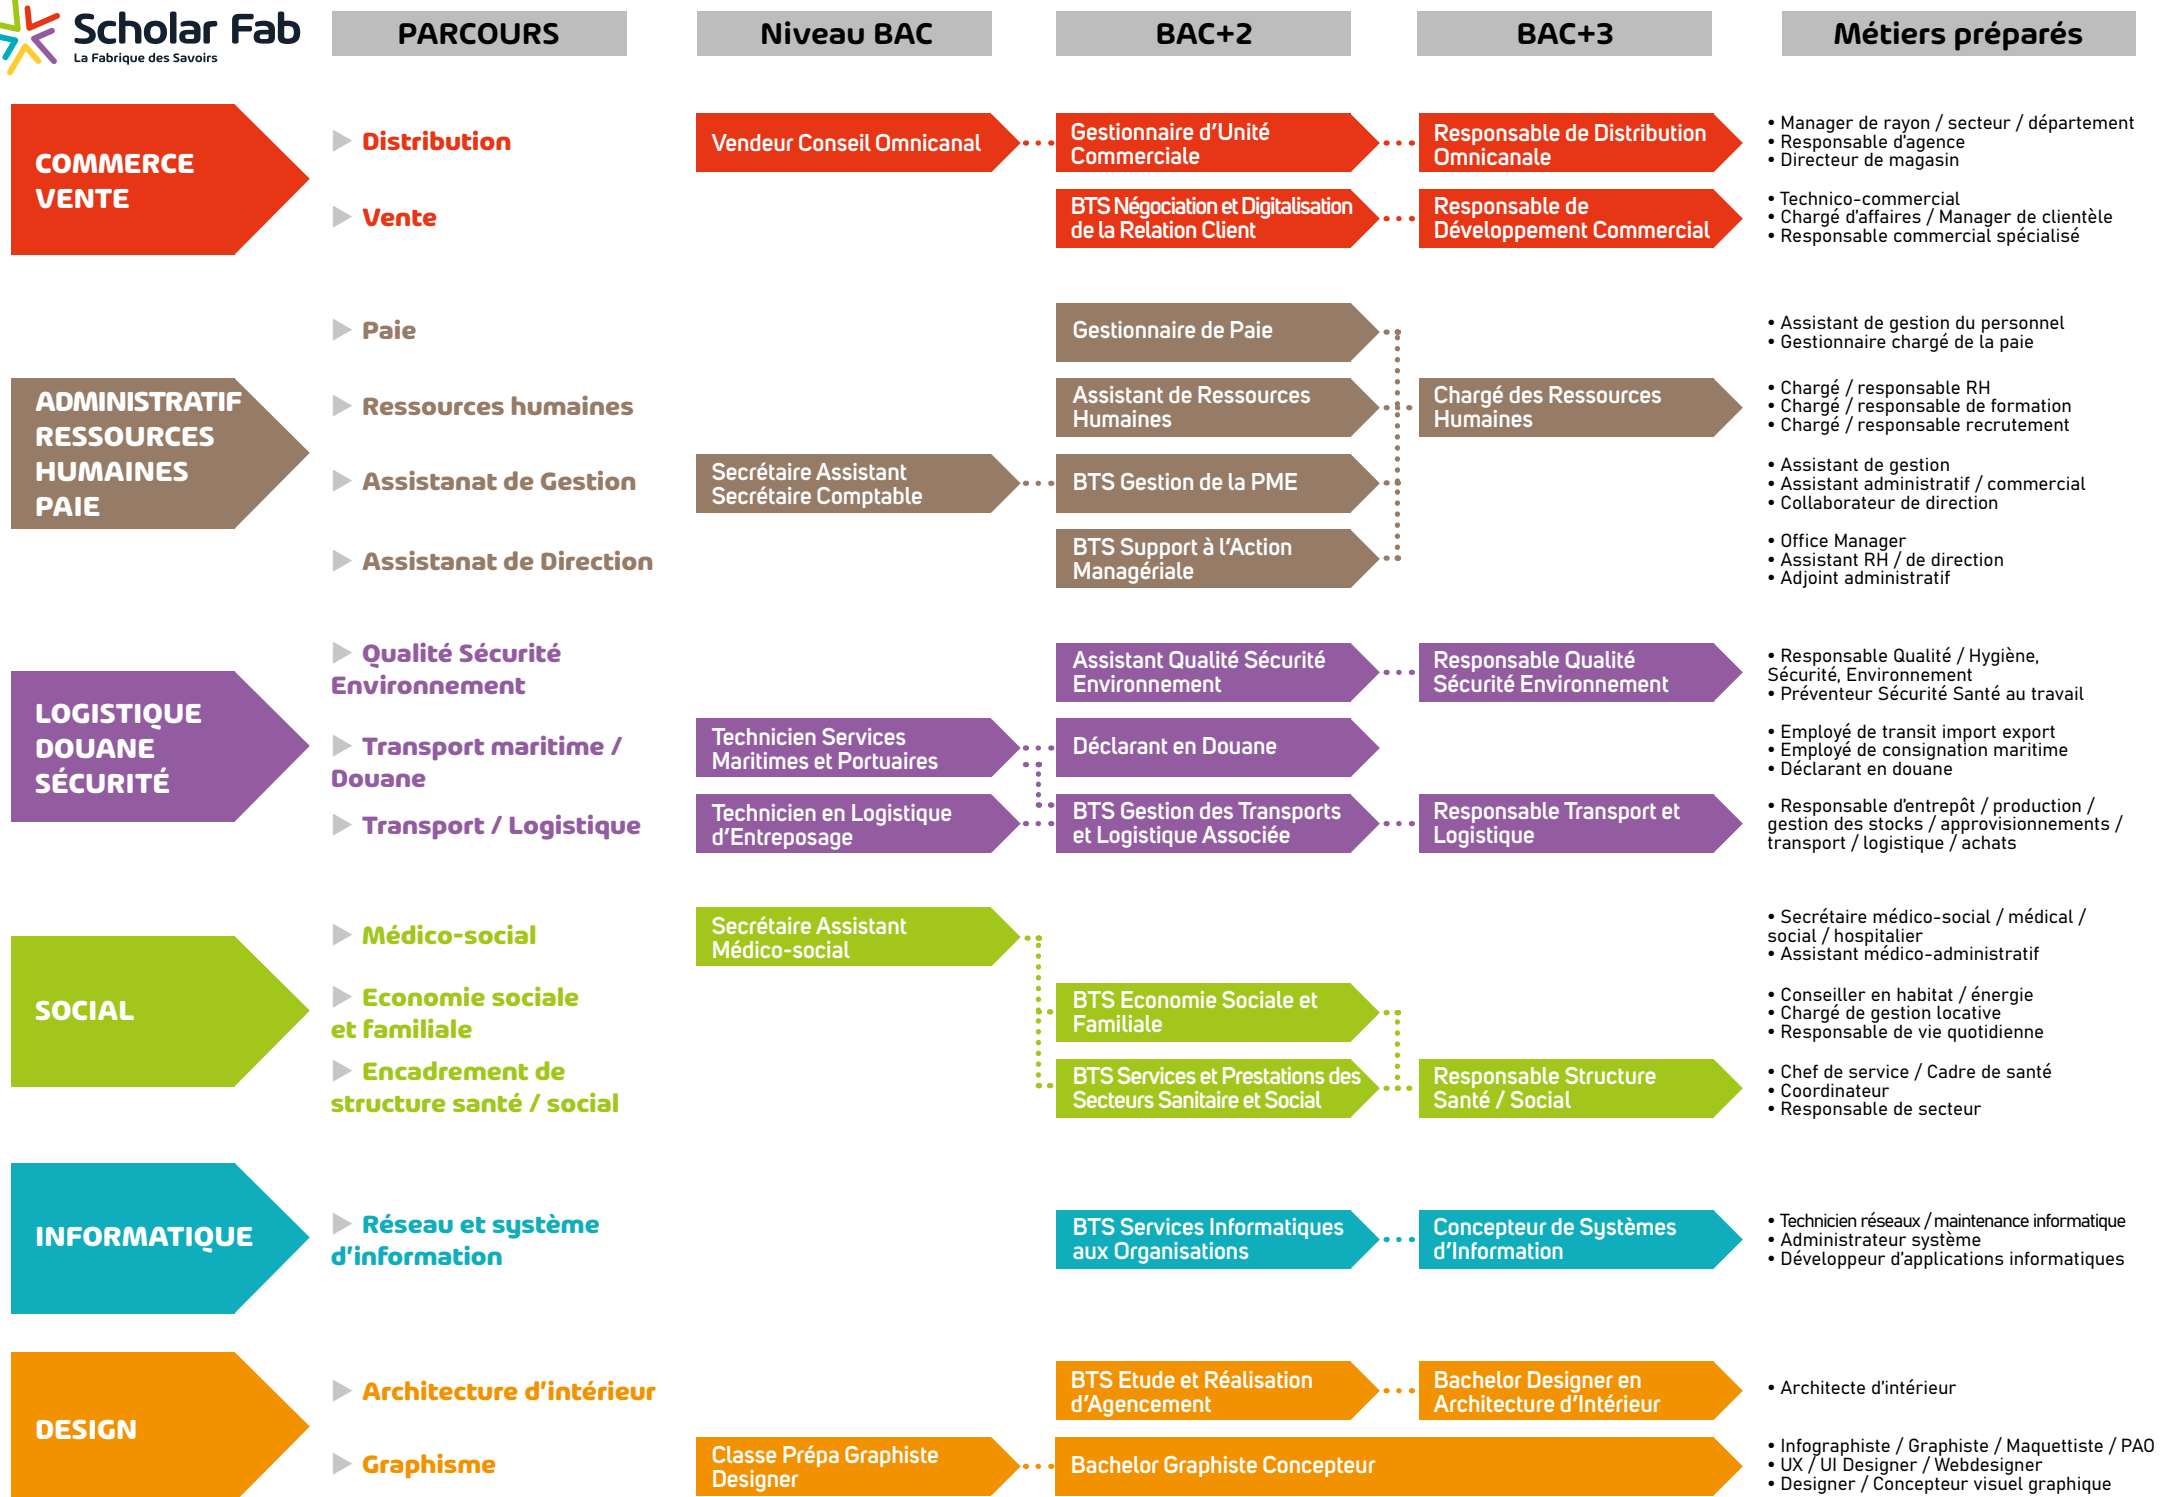 Scholar Fab
La Fabrique des Savoirs
PARCOURS
Niveau BAC
BAC+2
BAC+3
Métiers préparés
COMMERCE
VENTE
Distribution
Vendeur Conseil Omnicanal
Gestionnaire d'Unité
Commerciale
Responsable de Distribution
Omnicanale
• Manager de rayon / secteur / département
• Responsable d'agence
• Directeur de magasin
Vente
BTS Négociation et Digitalisation
de la Relation Client
Responsable de
Développement Commercial
• Technico-commercial
• Chargé d'affaires / Manager de clientèle
• Responsable commercial spécialisé
ADMINISTRATIF
RESSOURCES
HUMAINES
PAIE
Paie
Gestionnaire de Paie
• Assistant de gestion du personnel
• Gestionnaire chargé de la paie
Ressources humaines
Assistant de Ressources
Humaines
Chargé des Ressources
Humaines
• Chargé / responsable RH
• Chargé / responsable de formation
• Chargé / responsable recrutement
Assistanat de Gestion
Secrétaire Assistant
Secrétaire Comptable
BTS Gestion de la PME
• Assistant de gestion
• Assistant administratif / commercial
• Collaborateur de direction
Assistanat de Direction
BTS Support à l'Action
Managériale
• Office Manager
• Assistant RH / de direction
• Adjoint administratif
LOGISTIQUE
DOUANE
SÉCURITÉ
Qualité Sécurité
Environnement
Assistant Qualité Sécurité
Environnement
Responsable Qualité
Sécurité Environnement
• Responsable Qualité / Hygiène,
Sécurité, Environnement
• Préventeur Sécurité Santé au travail
Transport maritime /
Douane
Technicien Services
Maritimes et Portuaires
Déclarant en Douane
• Employé de transit import export
• Employé de consignation maritime
• Déclarant en douane
Transport / Logistique
Technicien en Logistique
d'Entreposage
BTS Gestion des Transports
et Logistique Associée
Responsable Transport et
Logistique
• Responsable d'entrepôt / production /
gestion des stocks / approvisionnements /
transport / logistique / achats
SOCIAL
Médico-social
Secrétaire Assistant
Médico-social
• Secrétaire médico-social / médical /
social / hospitalier
• Assistant médico-administratif
Economie sociale
et familiale
BTS Economie Sociale et
Familiale
• Conseiller en habitat / énergie
• Chargé de gestion locative
• Responsable de vie quotidienne
Encadrement de
structure santé / social
BTS Services et Prestations des
Secteurs Sanitaire et Social
Responsable Structure
Santé / Social
• Chef de service / Cadre de santé
• Coordinateur
• Responsable de secteur
INFORMATIQUE
Réseau et système
d'information
BTS Services Informatiques
aux Organisations
Concepteur de Systèmes
d'Information
• Technicien réseaux / maintenance informatique
• Administrateur système
• Développeur d'applications informatiques
DESIGN
Architecture d'intérieur
BTS Etude et Réalisation
d'Agencement
Bachelor Designer en
Architecture d'Intérieur
• Architecte d'intérieur
Graphisme
Classe Prépa Graphiste
Designer
Bachelor Graphiste Concepteur
• Infographiste / Graphiste / Maquettiste / PAO
• UX / UI Designer / Webdesigner
• Designer / Concepteur visuel graphique